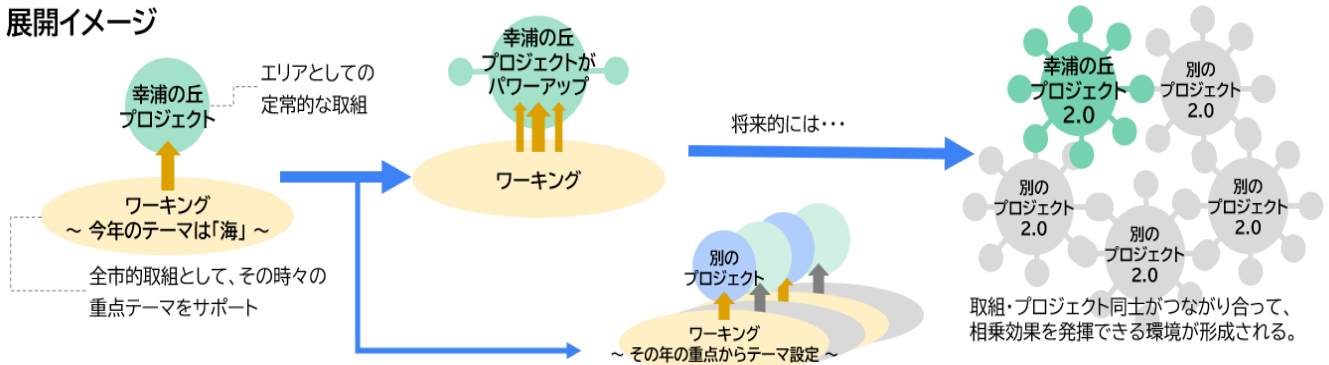 展開イメージ
幸浦の丘
プロジェクト
エリアとしての
定常的な取組
ワーキング
～ 今年のテーマは「海」 ～
全市的取組として、その時々の
重点テーマをサポート
幸浦の丘
プロジェクトが
パワーアップ
ワーキング
別の
プロジェクト
ワーキング
～ その年の重点からテーマ設定 ～
将来的には・・・
幸浦の丘
プロジェクト
2.0
別の
プロジェクト
2.0
別の
プロジェクト
2.0
別の
プロジェクト
2.0
別の
プロジェクト
2.0
取組・プロジェクト同士がつながり合って、
相乗効果を発揮できる環境が形成される。